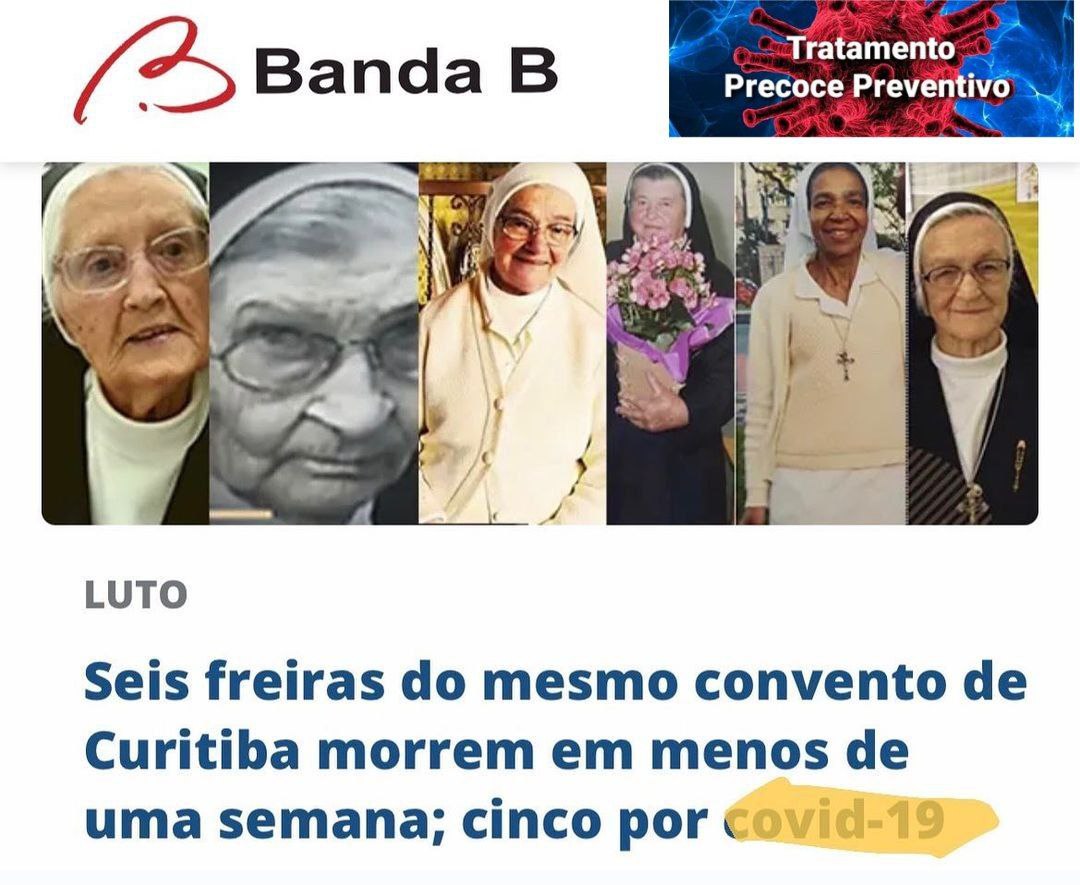 Banda B
Tratamento
Precoce Preventivo
LUTO
Seis freiras do mesmo convento de
Curitiba morrem em menos de
uma semana; cinco por covid-19